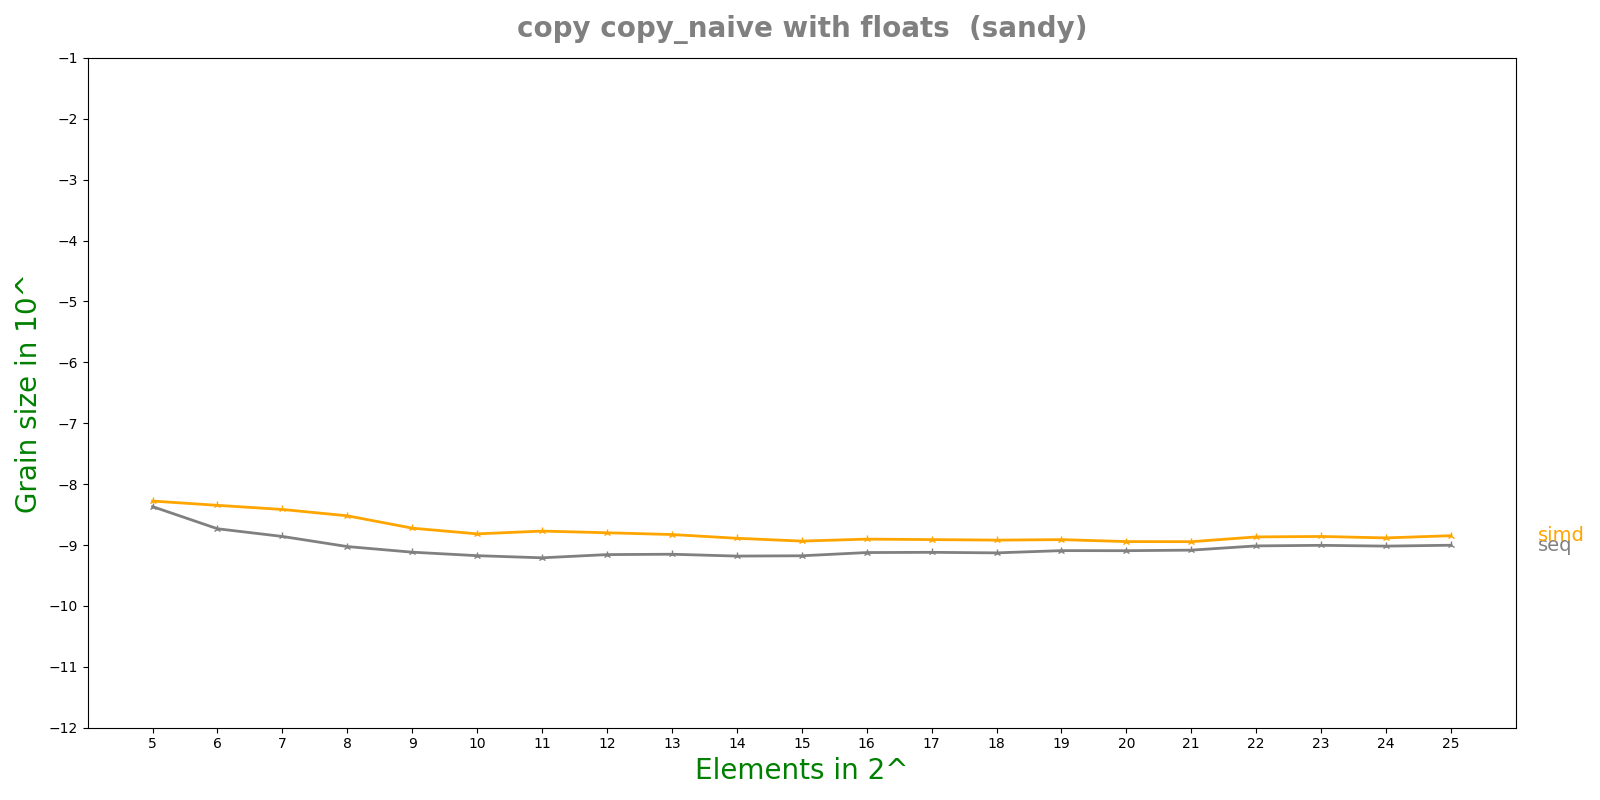 copy copy_naive with floats  (sandy)
Grain size in 10^
−1
−2
−3
−4
−5
−6
−7
−8
−9
−10
−11
−12
simd
seq
5 6 7 8 9 10 11 12 13 14 15 16 17 18 19 20 21 22 23 24 25
Elements in 2^